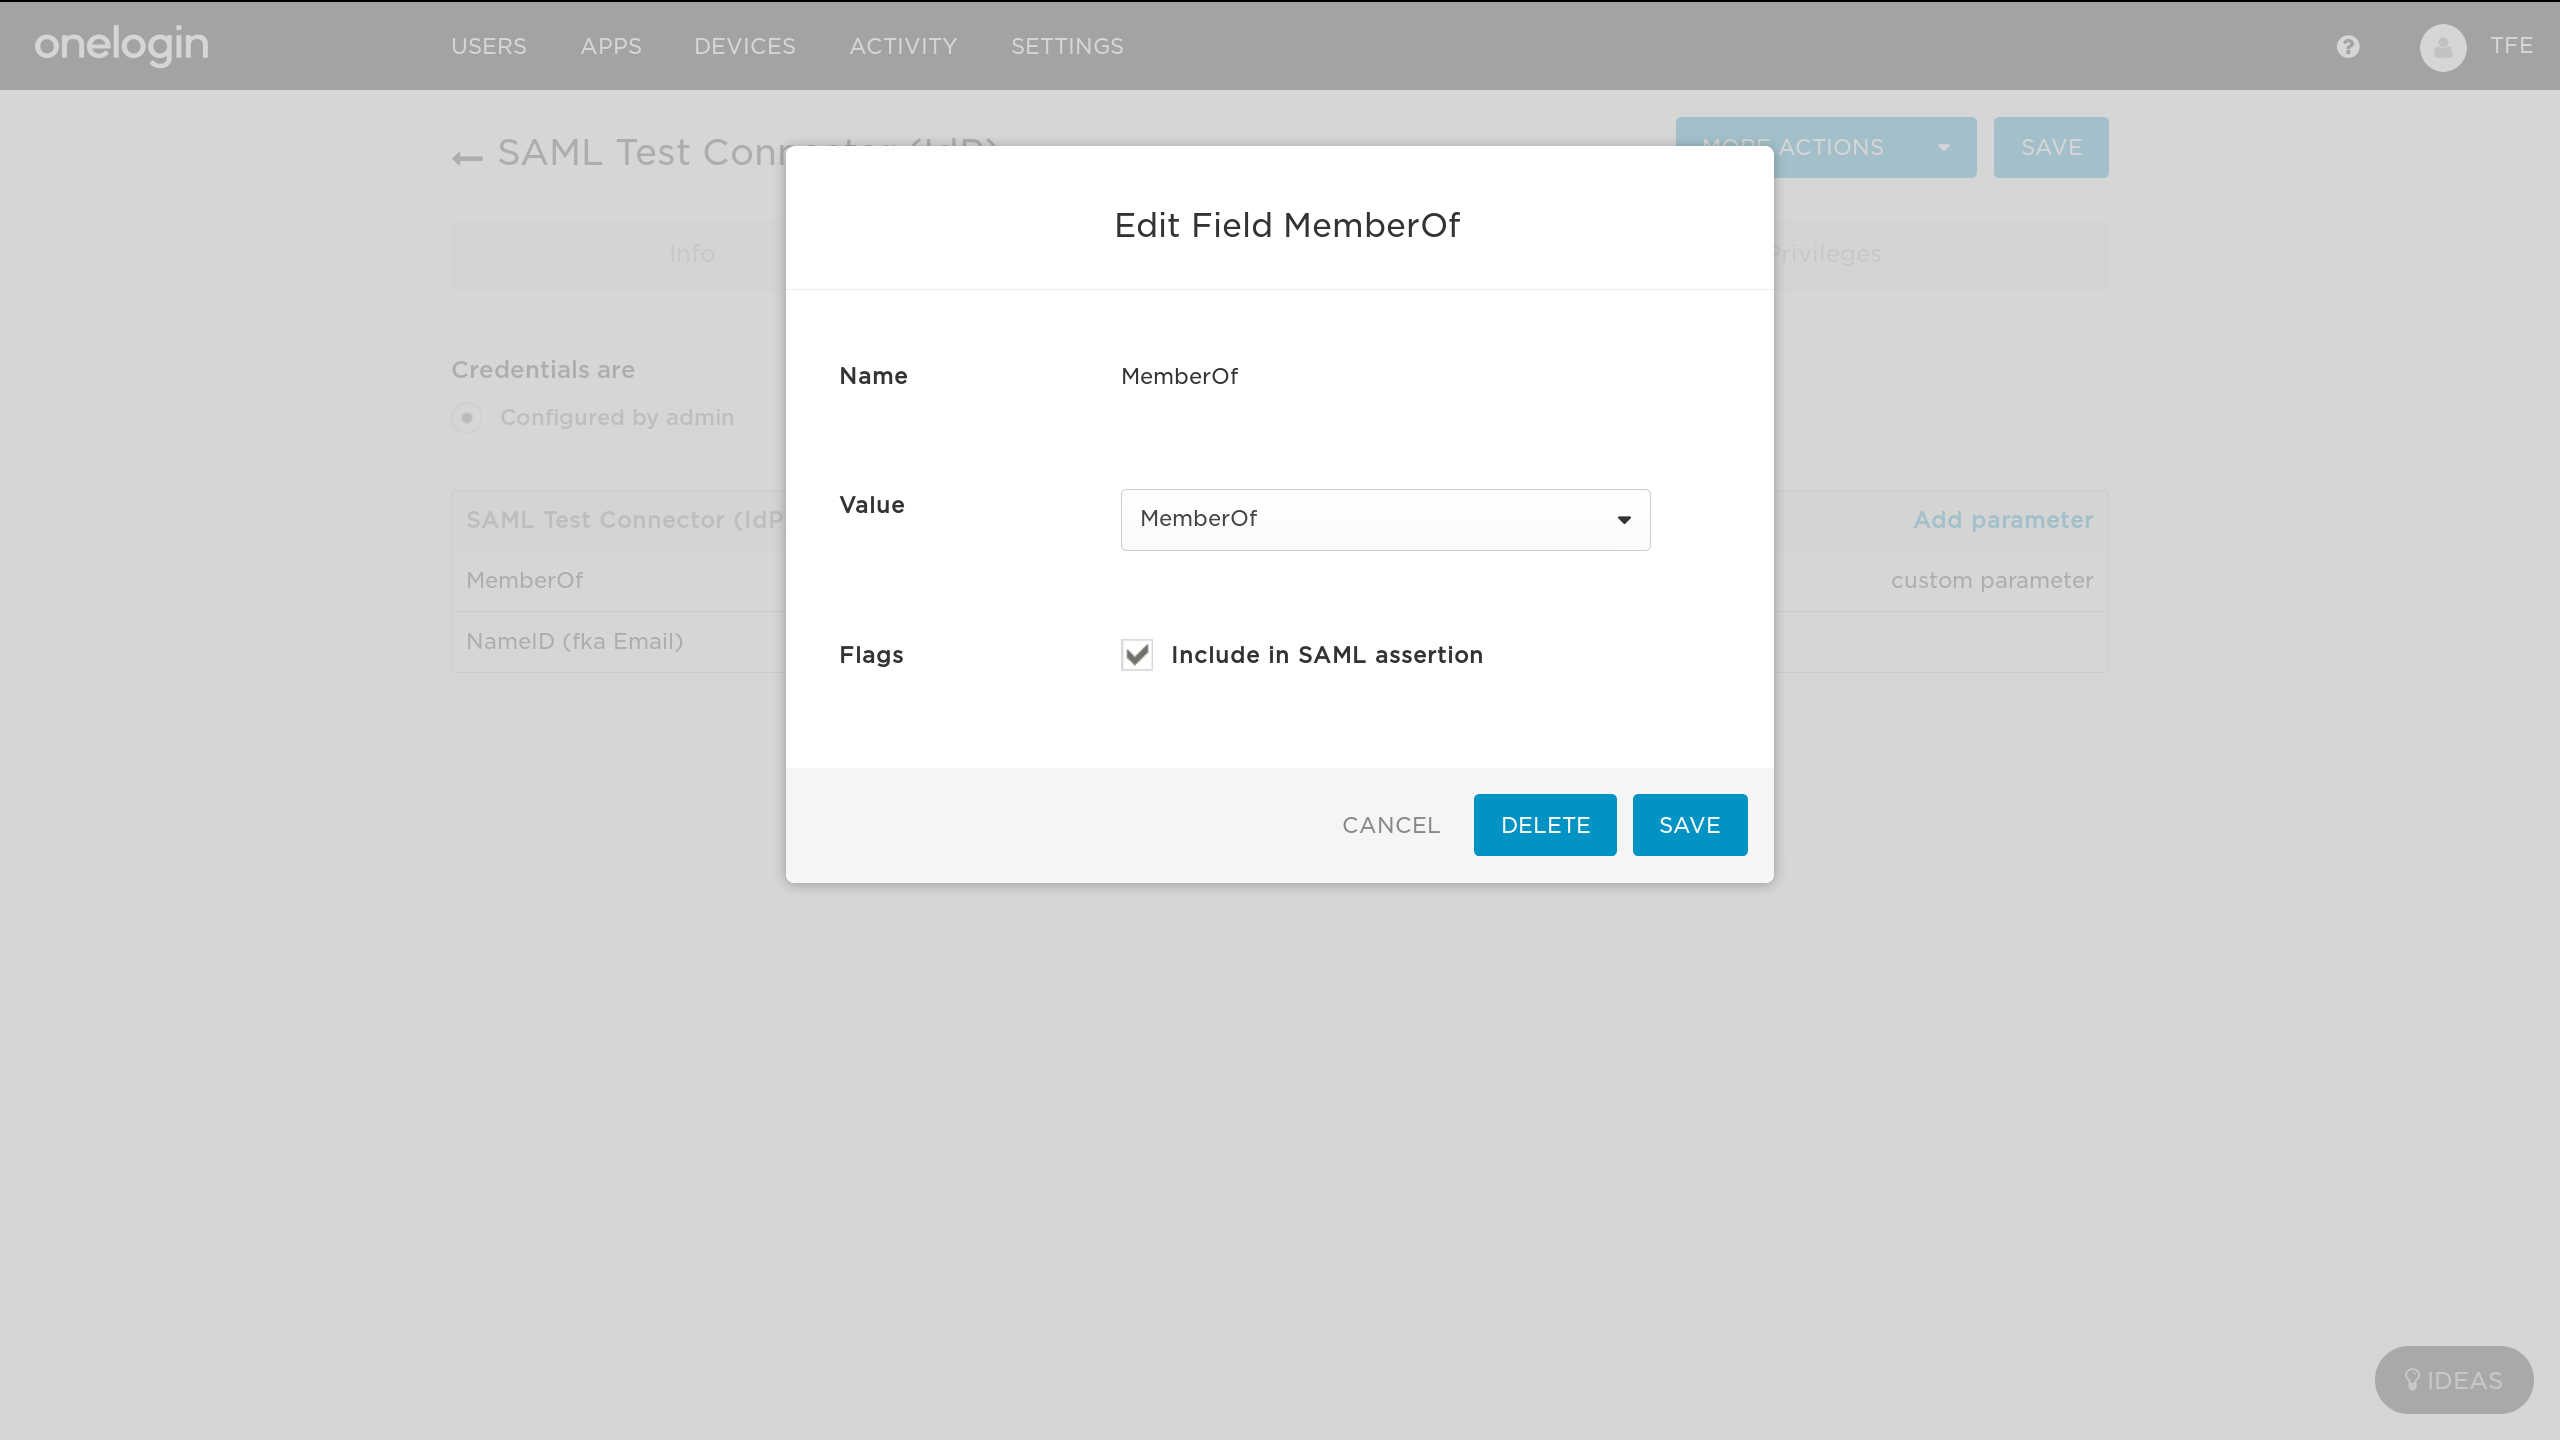 onelogin
USERS APPS DEVICES ACTIVITY SETTINGS
TFE
SAML Test Connector (IdP)
MORE ACTIONS
SAVE
Edit Field MemberOf
Info
Privileges
Credentials are
Configured by admin
Name
MemberOf
Value
MemberOf
SAML Test Connector (IdP
Add parameter
MemberOf
custom parameter
NameID (fka Email)
Flags
Include in SAML assertion
CANCEL
DELETE
SAVE
IDEAS